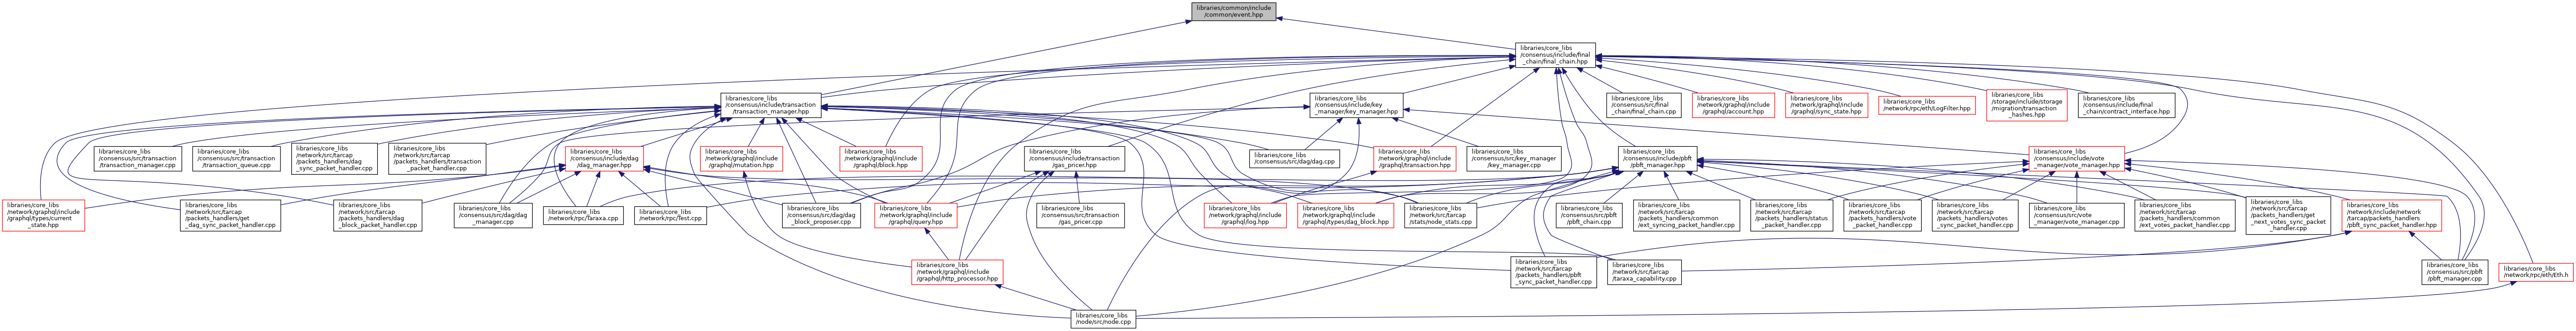 libraries/common/include
/common/event.hpp
libraries/core_libs
/consensus/include/final
_chain/final_chain.hpp
libraries/core_libs
/consensus/include/transaction
/transaction_manager.hpp
libraries/core_libs
/consensus/include/key
_manager/key_manager.hpp
libraries/core_libs
/consensus/src/final
_chain/final_chain.cpp
libraries/core_libs
/network/graphql/include
/graphql/account.hpp
libraries/core_libs
/network/graphql/include
/graphql/sync_state.hpp
libraries/core_libs
/network/rpc/eth/LogFilter.hpp
libraries/core_libs
/storage/include/storage
/migration/transaction
_hashes.hpp
libraries/core_libs
/consensus/include/final
_chain/contract_interface.hpp
libraries/core_libs
/consensus/src/transaction
/transaction_manager.cpp
libraries/core_libs
/consensus/src/transaction
/transaction_queue.cpp
libraries/core_libs
/network/src/tarcap
/packets_handlers/dag
_sync_packet_handler.cpp
libraries/core_libs
/network/src/tarcap
/packets_handlers/transaction
_packet_handler.cpp
libraries/core_libs
/consensus/include/dag
/dag_manager.hpp
libraries/core_libs
/network/graphql/include
/graphql/mutation.hpp
libraries/core_libs
/network/graphql/include
/graphql/block.hpp
libraries/core_libs
/consensus/include/transaction
/gas_pricer.hpp
libraries/core_libs
/consensus/src/dag/dag.cpp
libraries/core_libs
/network/graphql/include
/graphql/transaction.hpp
libraries/core_libs
/consensus/src/key_manager
/key_manager.cpp
libraries/core_libs
/consensus/include/pbft
/pbft_manager.hpp
libraries/core_libs
/consensus/include/vote
_manager/vote_manager.hpp
libraries/core_libs
/network/graphql/include
/graphql/types/current
_state.hpp
libraries/core_libs
/network/src/tarcap
/packets_handlers/get
_dag_sync_packet_handler.cpp
libraries/core_libs
/network/src/tarcap
/packets_handlers/dag
_block_packet_handler.cpp
libraries/core_libs
/consensus/src/dag/dag
_manager.cpp
libraries/core_libs
/network/rpc/Taraxa.cpp
libraries/core_libs
/network/rpc/Test.cpp
libraries/core_libs
/consensus/src/dag/dag
_block_proposer.cpp
libraries/core_libs
/network/graphql/include
/graphql/query.hpp
libraries/core_libs
/consensus/src/transaction
/gas_pricer.cpp
libraries/core_libs
/network/graphql/include
/graphql/log.hpp
libraries/core_libs
/network/graphql/include
/graphql/types/dag_block.hpp
libraries/core_libs
/network/src/tarcap
/stats/node_stats.cpp
libraries/core_libs
/consensus/src/pbft
/pbft_chain.cpp
libraries/core_libs
/network/src/tarcap
/packets_handlers/common
/ext_syncing_packet_handler.cpp
libraries/core_libs
/network/src/tarcap
/packets_handlers/status
_packet_handler.cpp
libraries/core_libs
/network/src/tarcap
/packets_handlers/vote
_packet_handler.cpp
libraries/core_libs
/network/src/tarcap
/packets_handlers/votes
_sync_packet_handler.cpp
libraries/core_libs
/consensus/src/vote
_manager/vote_manager.cpp
libraries/core_libs
/network/src/tarcap
/packets_handlers/common
/ext_votes_packet_handler.cpp
libraries/core_libs
/network/src/tarcap
/packets_handlers/get
_next_votes_sync_packet
_handler.cpp
libraries/core_libs
/network/include/network
/tarcap/packets_handlers
/pbft_sync_packet_handler.hpp
libraries/core_libs
/network/graphql/include
/graphql/http_processor.hpp
libraries/core_libs
/network/src/tarcap
/packets_handlers/pbft
_sync_packet_handler.cpp
libraries/core_libs
/network/src/tarcap
/taraxa_capability.cpp
libraries/core_libs
/consensus/src/pbft
/pbft_manager.cpp
libraries/core_libs
/network/rpc/eth/Eth.h
libraries/core_libs
/node/src/node.cpp